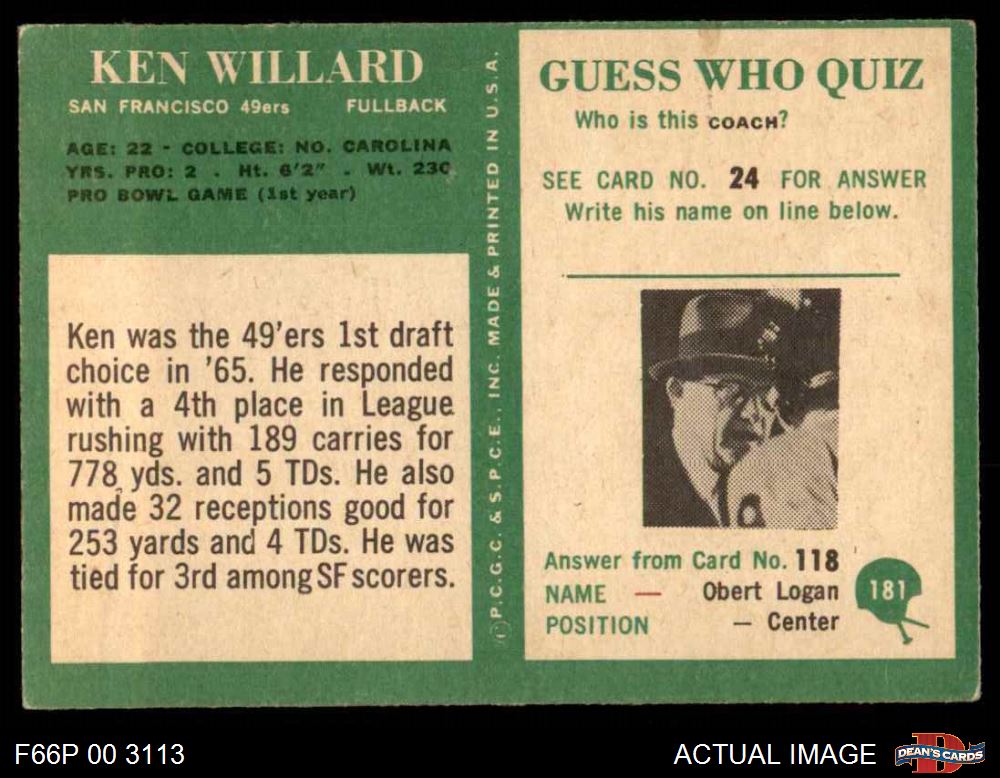 KEN WILLARD
SAN FRANCISCO 49ers FULLBACK
AGE: 22 - COLLEGE: NO. CAROLINA
YRS. PRO: 2 . Ht. 6'2" . Wt. 230
PRO BOWL GAME (1st year)
Ken was the 49'ers 1st draft
choice in '65. He responded
with a 4th place in League
rushing with 189 carries for
778 yds. and 5 TDs. He also
made 32 receptions good for
253 yards and 4 TDs. He was
tied for 3rd among SF scorers.
© P.C.G.C. & S.P.C.E., INC. MADE & PRINTED IN U.S.A.
GUESS WHO QUIZ
Who is this COACH?
SEE CARD NO. 24 FOR ANSWER
Write his name on line below.
Answer from Card No. 118
NAME — Obert Logan
POSITION — Center
181
F66P 00 3113
ACTUAL IMAGE
D
DEAN'S CARDS